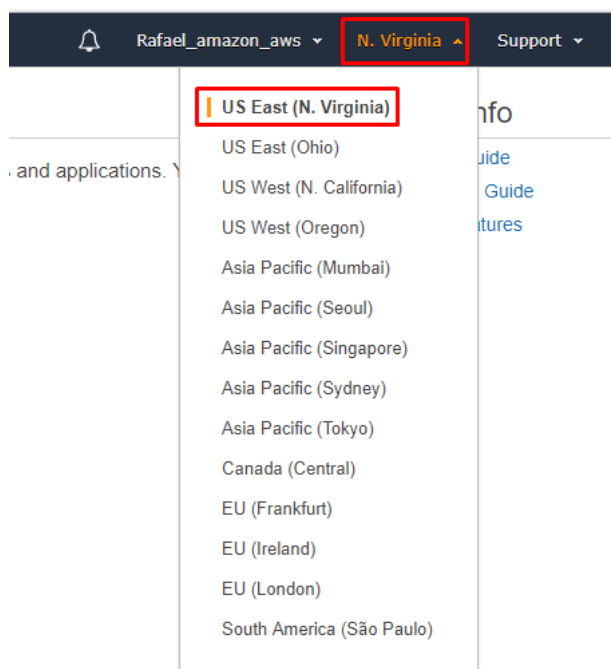 Rafael_amazon_aws N. Virginia Support
US East (N. Virginia)
nfo
US East (Ohio)
uide
and applications.
US West (N. California)
Guide
US West (Oregon)
tures
Asia Pacific (Mumbai)
Asia Pacific (Seoul)
Asia Pacific (Singapore)
Asia Pacific (Sydney)
Asia Pacific (Tokyo)
Canada (Central)
EU (Frankfurt)
EU (Ireland)
EU (London)
South America (São Paulo)